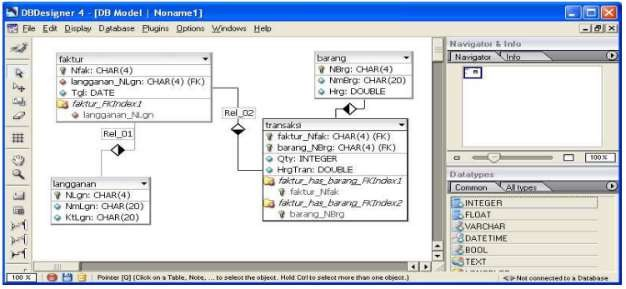 DBDesigner 4 - [DB Model | Noname1]
File Edit Display Database Plugins Options Windows Help
faktur
Nfak: CHAR(4)
langganan_NLgn: CHAR(4) (FK)
Tgl: DATE
faktur_FKIndex1
langganan_NLgn
Rel_01
langganan
NLgn: CHAR(4)
NmLgn: CHAR(20)
KtLgn: CHAR(20)
Rel_02
barang
NBrg: CHAR(4)
NmBrg: CHAR(20)
Hrg: DOUBLE
transaksi
faktur_Nfak: CHAR(4) (FK)
barang_NBrg: CHAR(4) (FK)
Qty: INTEGER
HrgTran: DOUBLE
faktur_has_barang_FKIndex1
faktur_Nfak
faktur_has_barang_FKIndex2
barang_NBrg
Navigator & Info
Navigator Info
100%
Datatypes
Common All types
INTEGER
FLOAT
VARCHAR
DATETIME
BOOL
TEXT
100 % Pointer [Q] (Click on a Table, Note, ... to select the object. Hold Ctrl to select more than one object.) Not connected to a Database